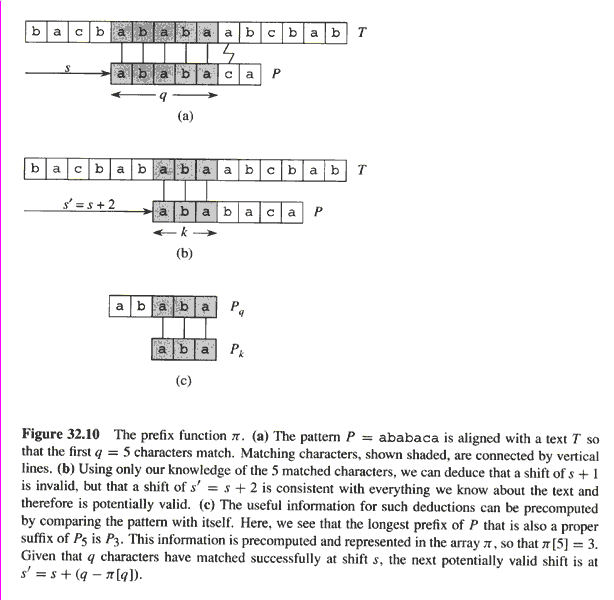 b a c b a b a b a a b c b a b T
s a b a b a c a P
q
(a)
b a c b a b a b a a b c b a b T
s′ = s + 2 a b a b a c a P
k
(b)
a b a b a Pq
a b a Pk
(c)
Figure 32.10 The prefix function π. (a) The pattern P = ababaca is aligned with a text T so
that the first q = 5 characters match. Matching characters, shown shaded, are connected by vertical
lines. (b) Using only our knowledge of the 5 matched characters, we can deduce that a shift of s + 1
is invalid, but that a shift of s′ = s + 2 is consistent with everything we know about the text and
therefore is potentially valid. (c) The useful information for such deductions can be precomputed
by comparing the pattern with itself. Here, we see that the longest prefix of P that is also a proper
suffix of P5 is P3. This information is precomputed and represented in the array π, so that π[5] = 3.
Given that q characters have matched successfully at shift s, the next potentially valid shift is at
s′ = s + (q − π[q]).